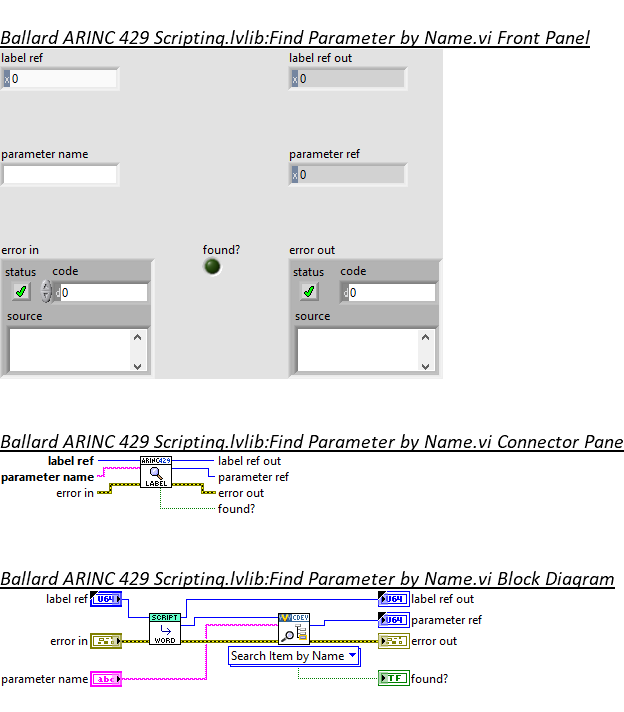 Ballard ARINC 429 Scripting.lvlib:Find Parameter by Name.vi Front Panel
label ref
label ref out
x 0
x 0
parameter name
parameter ref
x 0
error in
found?
error out
status
code
status
code
d 0
d 0
source
source
Ballard ARINC 429 Scripting.lvlib:Find Parameter by Name.vi Connector Pane
label ref
ARINC429
label ref out
parameter name
parameter ref
error in
LABEL
error out
found?
Ballard ARINC 429 Scripting.lvlib:Find Parameter by Name.vi Block Diagram
label ref
U64
U64
label ref out
SCRIPT
CDEV
U64
parameter ref
error in
WORD
error out
Search Item by Name
parameter name
abc
TF
found?